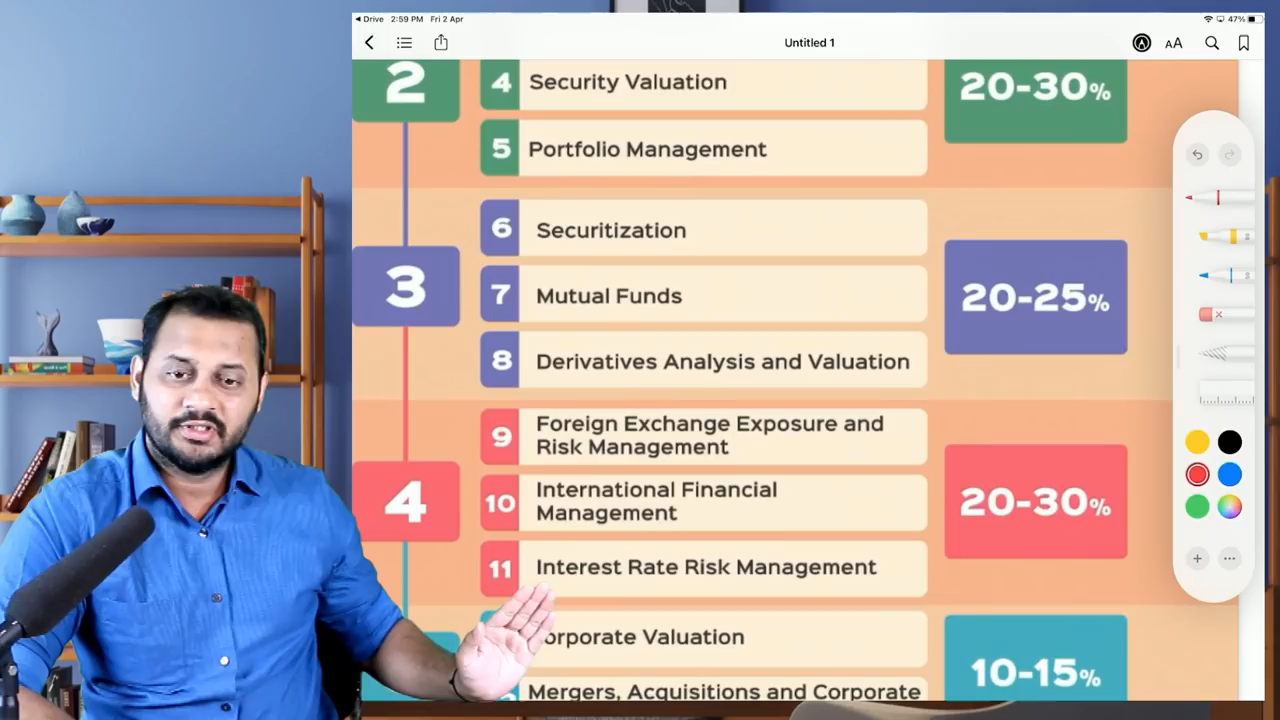 Drive 2:59 PM Fri 2 Apr
47%
Untitled 1
AA
2
4 Security Valuation
20-30%
5 Portfolio Management
3
6 Securitization
7 Mutual Funds
20-25%
8 Derivatives Analysis and Valuation
4
9 Foreign Exchange Exposure and
Risk Management
10 International Financial
Management
20-30%
11 Interest Rate Risk Management
orporate Valuation
10-15%
Mergers, Acquisitions and Corporate